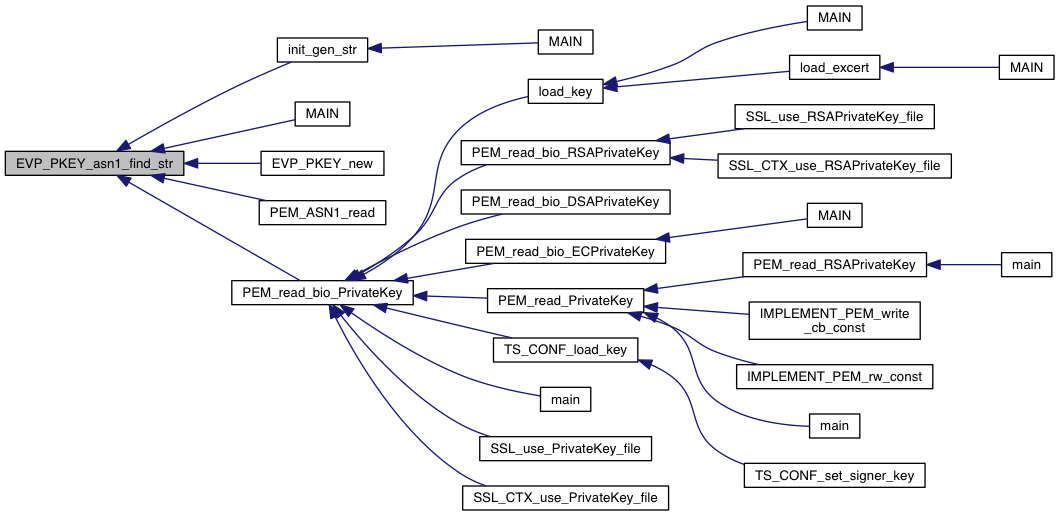 EVP_PKEY_asn1_find_str
init_gen_str
MAIN
MAIN
EVP_PKEY_new
PEM_ASN1_read
PEM_read_bio_PrivateKey
load_key
MAIN
load_excert
MAIN
PEM_read_bio_RSAPrivateKey
SSL_use_RSAPrivateKey_file
SSL_CTX_use_RSAPrivateKey_file
PEM_read_bio_DSAPrivateKey
PEM_read_bio_ECPrivateKey
MAIN
PEM_read_PrivateKey
PEM_read_RSAPrivateKey
main
IMPLEMENT_PEM_write
_cb_const
IMPLEMENT_PEM_rw_const
main
TS_CONF_load_key
TS_CONF_set_signer_key
main
SSL_use_PrivateKey_file
SSL_CTX_use_PrivateKey_file